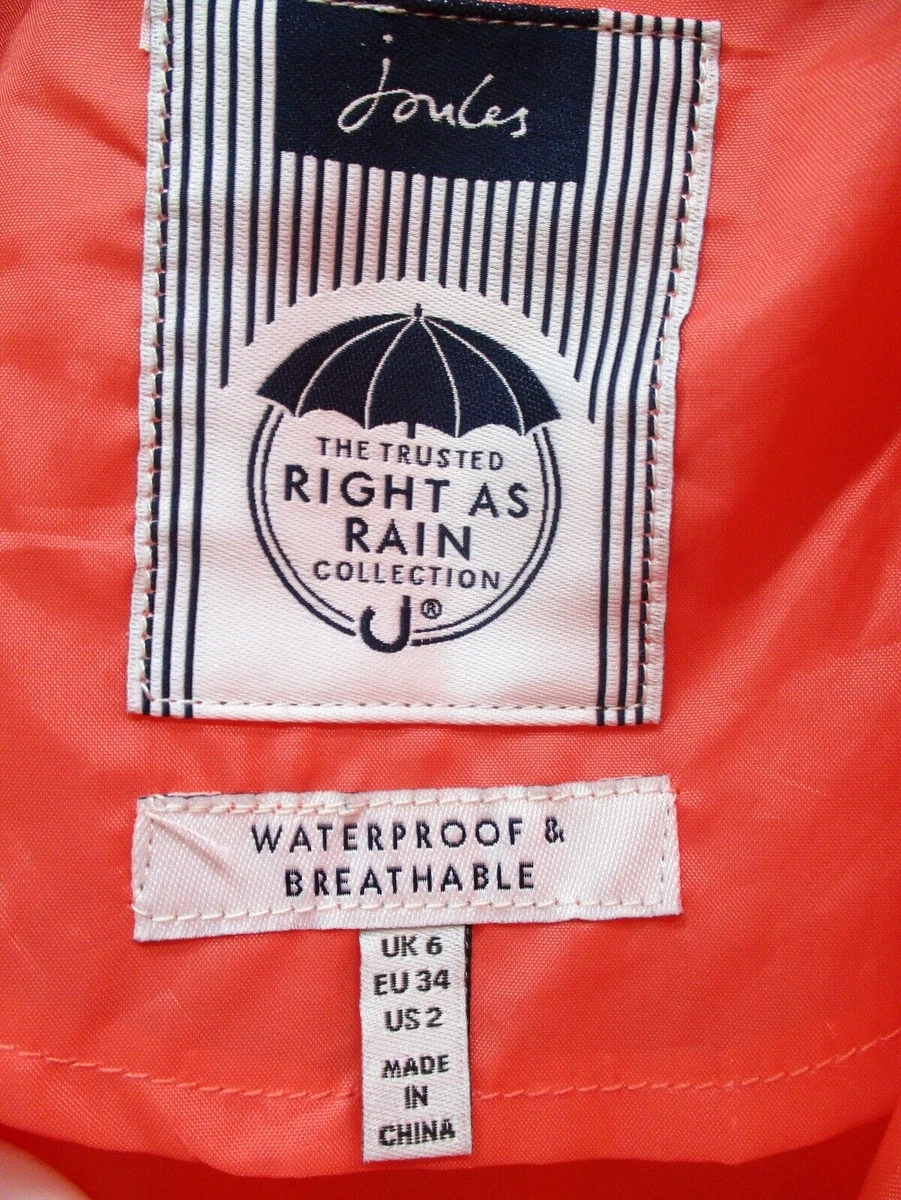 joules
THE TRUSTED
RIGHT AS
RAIN
COLLECTION
®
WATERPROOF &
BREATHABLE
UK 6
EU 34
US 2
MADE
IN
CHINA